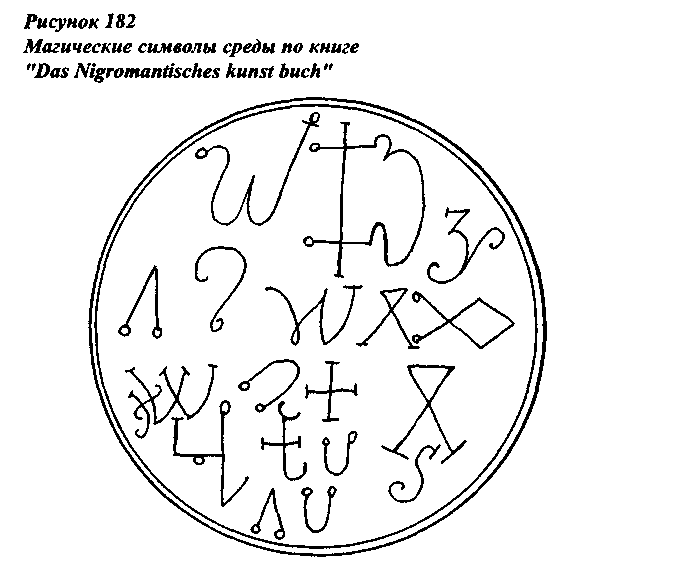 Рисунок 182
Магические символы среды по книге
"Das Nigromantisches kunst buch"